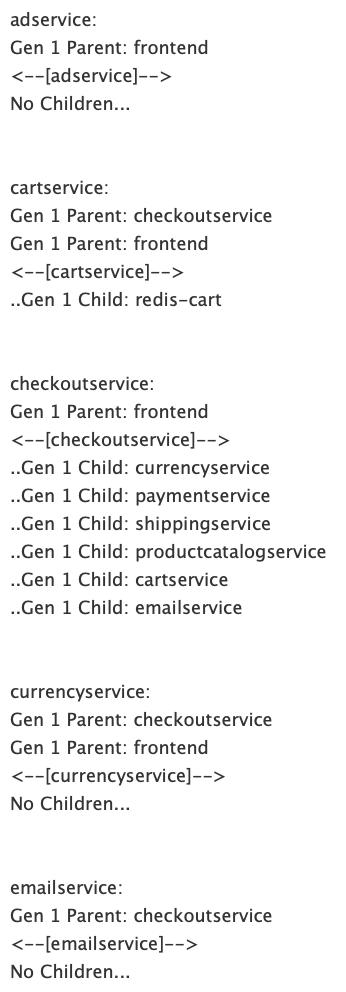 adservice:
Gen 1 Parent: frontend
<--[adservice]-->
No Children...
cartservice:
Gen 1 Parent: checkoutservice
Gen 1 Parent: frontend
<--[cartservice]-->
..Gen 1 Child: redis-cart
checkoutservice:
Gen 1 Parent: frontend
<--[checkoutservice]-->
..Gen 1 Child: currencyservice
..Gen 1 Child: paymentservice
..Gen 1 Child: shippingservice
..Gen 1 Child: productcatalogservice
..Gen 1 Child: cartservice
..Gen 1 Child: emailservice
currencyservice:
Gen 1 Parent: checkoutservice
Gen 1 Parent: frontend
<--[currencyservice]-->
No Children...
emailservice:
Gen 1 Parent: checkoutservice
<--[emailservice]-->
No Children...